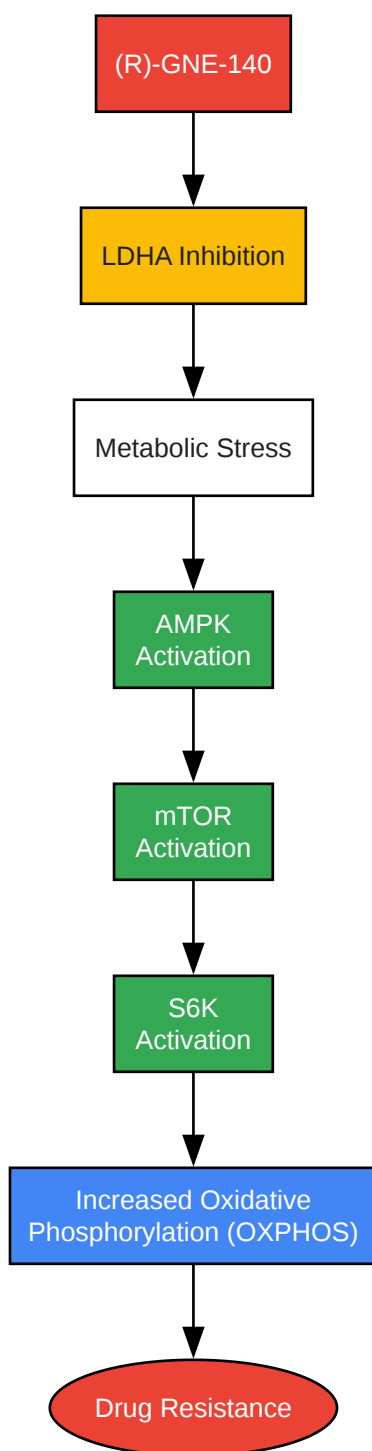 (R)-GNE-140
LDHA Inhibition
Metabolic Stress
AMPK
Activation
mTOR
Activation
S6K
Activation
Increased Oxidative
Phosphorylation (OXPHOS)
Drug Resistance